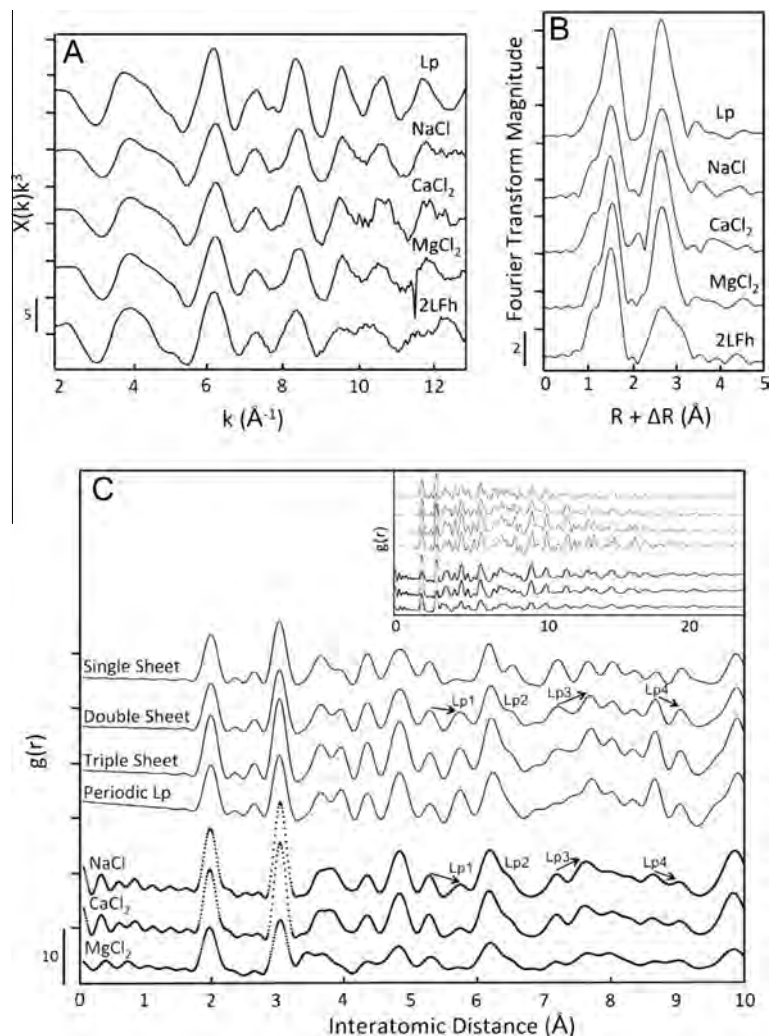 A
Lp
NaCl
CaCl2
MgCl2
2LFh
X(k)k3
5
2 4 6 8 10 12
k (Å-1)
B
Lp
NaCl
CaCl2
MgCl2
2LFh
Fourier Transform Magnitude
2
0 1 2 3 4 5
R + ΔR (Å)
C
g(r)
0 10 20
Single Sheet
Double Sheet
Triple Sheet
Periodic Lp
Lp1 Lp2 Lp3 Lp4
g(r)
NaCl
CaCl2
MgCl2
Lp1 Lp2 Lp3 Lp4
10
0 1 2 3 4 5 6 7 8 9 10
Interatomic Distance (Å)